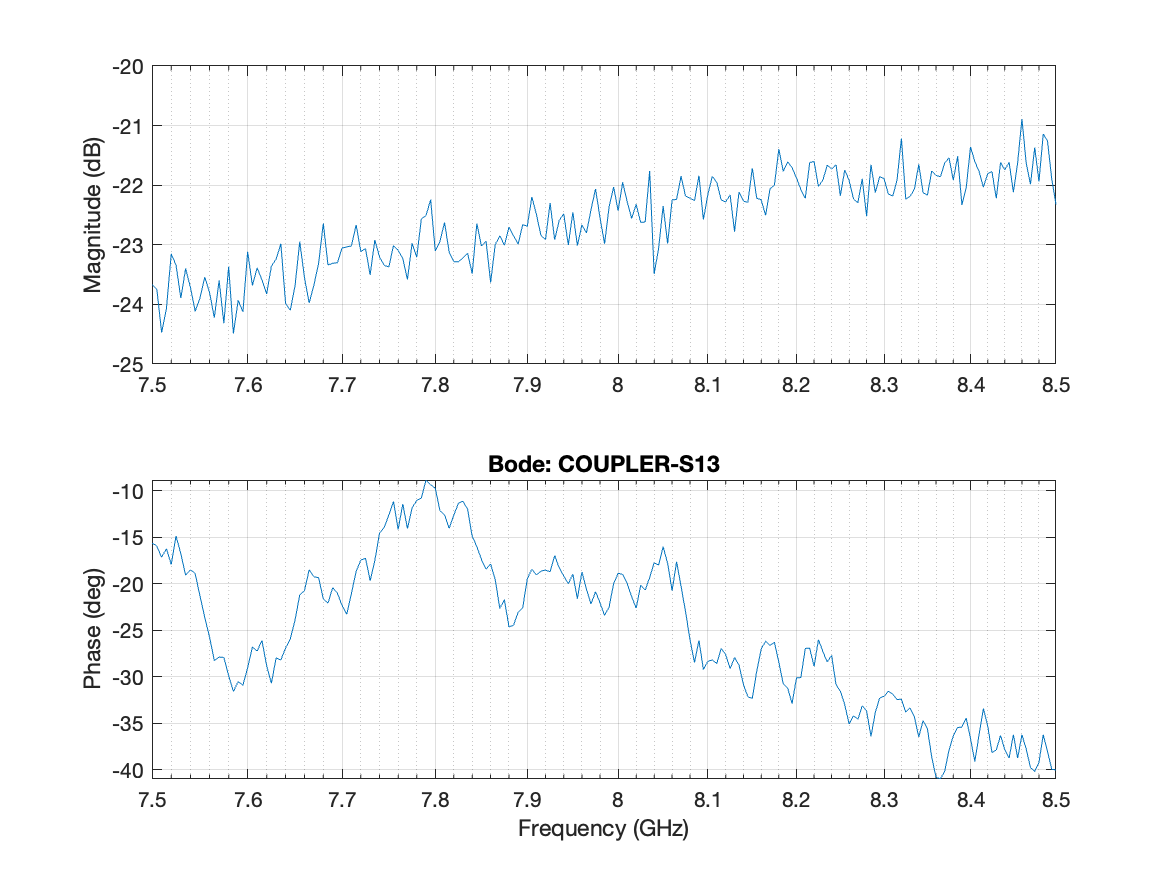 -20
-21
-22
-23
-24
-25
Magnitude (dB)
7.5 7.6 7.7 7.8 7.9 8 8.1 8.2 8.3 8.4 8.5
Bode: COUPLER-S13
-10
-15
-20
-25
-30
-35
-40
Phase (deg)
7.5 7.6 7.7 7.8 7.9 8 8.1 8.2 8.3 8.4 8.5
Frequency (GHz)